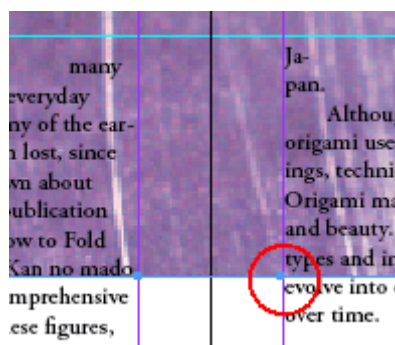 many
everyday
ny of the ear-
lost, since
wn about
ublication
ow to Fold
Kan no mado
mprehensive
ese figures,
Ja-
pan.
Althou
origami use
ings, techni
Origami ma
and beauty.
types and in
evolve into
over time.